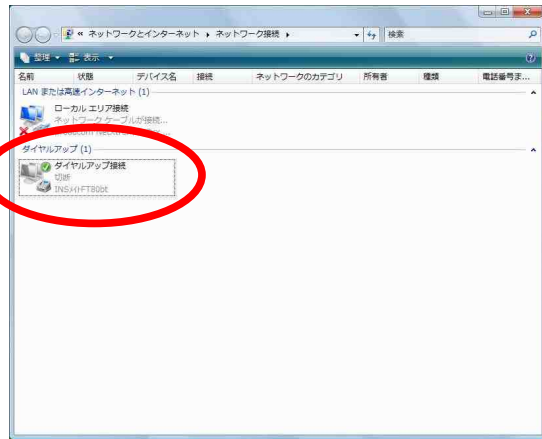 « ネットワークとインターネット ▸ ネットワーク接続 ▸ 検索
整理 表示
名前 状態 デバイス名 接続 ネットワークのカテゴリ 所有者 種類 電話番号ま...
LAN または高速インターネット (1)
ローカル エリア接続
ネットワーク ケーブルが接続...
ダイヤルアップ (1)
ダイヤルアップ接続
切断